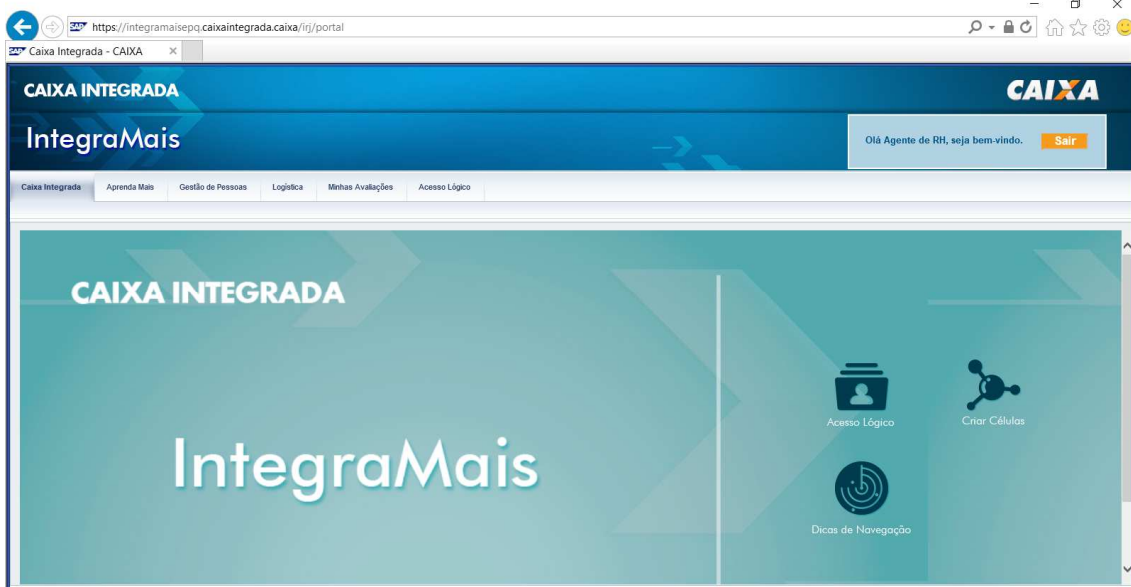 SAP https://integramaisepq.caixaintegrada.caixa/irj/portal
SAP Caixa Integrada - CAIXA
CAIXA INTEGRADA
CAIXA
IntegraMais
Olá Agente de RH, seja bem-vindo.
Sair
Caixa Integrada Aprenda Mais Gestão de Pessoas Logística Minhas Avaliações Acesso Lógico
CAIXA INTEGRADA
IntegraMais
Acesso Lógico
Criar Células
Dicas de Navegação